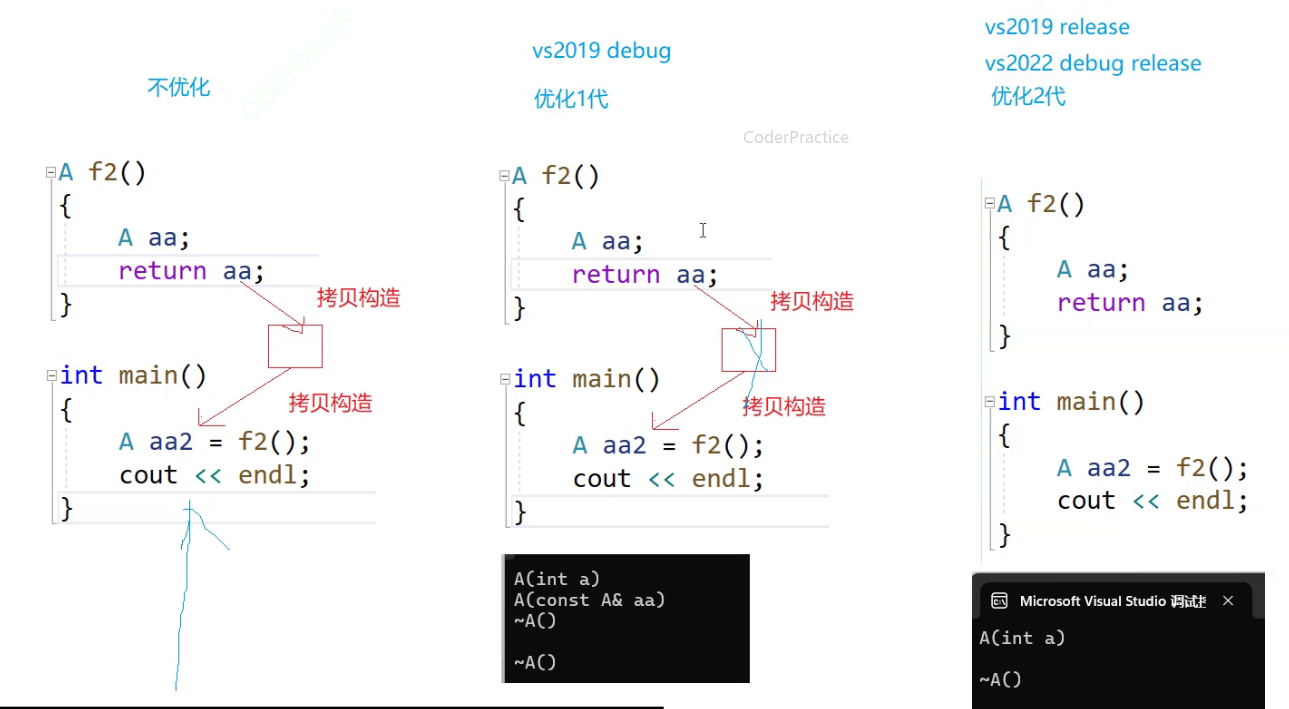 不优化
A f2()
{
A aa;
return aa;
}
拷贝构造
int main()
{
拷贝构造
A aa2 = f2();
cout << endl;
}
vs2019 debug
优化1代
CoderPractice
A f2()
{
A aa;
return aa;
}
拷贝构造
int main()
{
拷贝构造
A aa2 = f2();
cout << endl;
}
A(int a)
A(const A& aa)
~A()
~A()
vs2019 release
vs2022 debug release
优化2代
A f2()
{
A aa;
return aa;
}
int main()
{
A aa2 = f2();
cout << endl;
}
Microsoft Visual Studio 调试
A(int a)
~A()